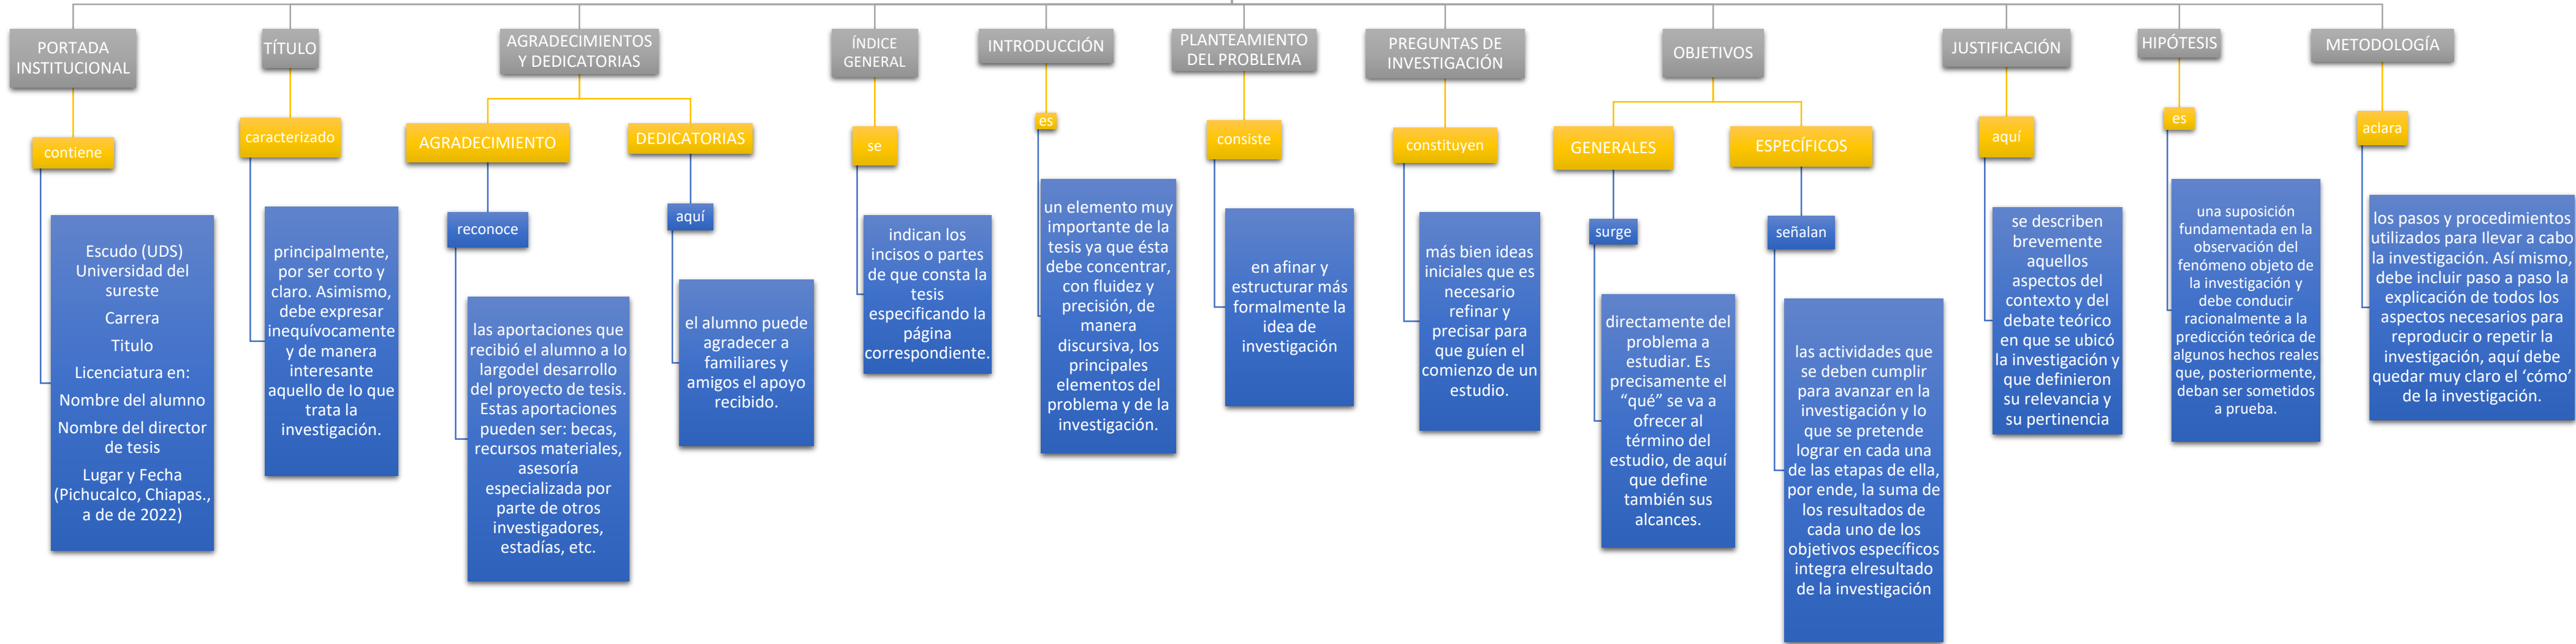 PORTADA
INSTITUCIONAL
contiene
Escudo (UDS)
Universidad del
sureste
Carrera
Titulo
Licenciatura en:
Nombre del alumno
Nombre del director
de tesis
Lugar y Fecha
(Pichucalco, Chiapas.,
a de de 2022)
TÍTULO
caracterizado
principalmente,
por ser corto y
claro. Asimismo,
debe expresar
inequívocamente
y de manera
interesante
aquello de lo que
trata la
investigación.
AGRADECIMIENTOS
Y DEDICATORIAS
AGRADECIMIENTO
reconoce
las aportaciones que
recibió el alumno a lo
largodel desarrollo
del proyecto de tesis.
Estas aportaciones
pueden ser: becas,
recursos materiales,
asesoría
especializada por
parte de otros
investigadores,
estadías, etc.
DEDICATORIAS
aquí
el alumno puede
agradecer a
familiares y
amigos el apoyo
recibido.
ÍNDICE
GENERAL
se
indican los
incisos o partes
de que consta la
tesis
especificando la
página
correspondiente.
INTRODUCCIÓN
es
un elemento muy
importante de la
tesis ya que ésta
debe concentrar,
con fluidez y
precisión, de
manera
discursiva, los
principales
elementos del
problema y de la
investigación.
PLANTEAMIENTO
DEL PROBLEMA
consiste
en afinar y
estructurar más
formalmente la
idea de
investigación
PREGUNTAS DE
INVESTIGACIÓN
constituyen
más bien ideas
iniciales que es
necesario
refinar y
precisar para
que guíen el
comienzo de un
estudio.
OBJETIVOS
GENERALES
surge
directamente del
problema a
estudiar. Es
precisamente el
“qué” se va a
ofrecer al
término del
estudio, de aquí
que define
también sus
alcances.
ESPECÍFICOS
señalan
las actividades que
se deben cumplir
para avanzar en la
investigación y lo
que se pretende
lograr en cada una
de las etapas de ella,
por ende, la suma de
los resultados de
cada uno de los
objetivos específicos
integra elresultado
de la investigación
JUSTIFICACIÓN
aquí
se describen
brevemente
aquellos
aspectos del
contexto y del
debate teórico
en que se ubicó
la investigación y
que definieron
su relevancia y
su pertinencia
HIPÓTESIS
es
una suposición
fundamentada en la
observación del
fenómeno objeto de
la investigación y
debe conducir
racionalmente a la
predicción teórica de
algunos hechos reales
que, posteriormente,
deban ser sometidos
a prueba.
METODOLOGÍA
aclara
los pasos y procedimientos
utilizados para llevar a cabo
la investigación. Así mismo,
debe incluir paso a paso la
explicación de todos los
aspectos necesarios para
reproducir o repetir la
investigación, aquí debe
quedar muy claro el ‘cómo’
de la investigación.